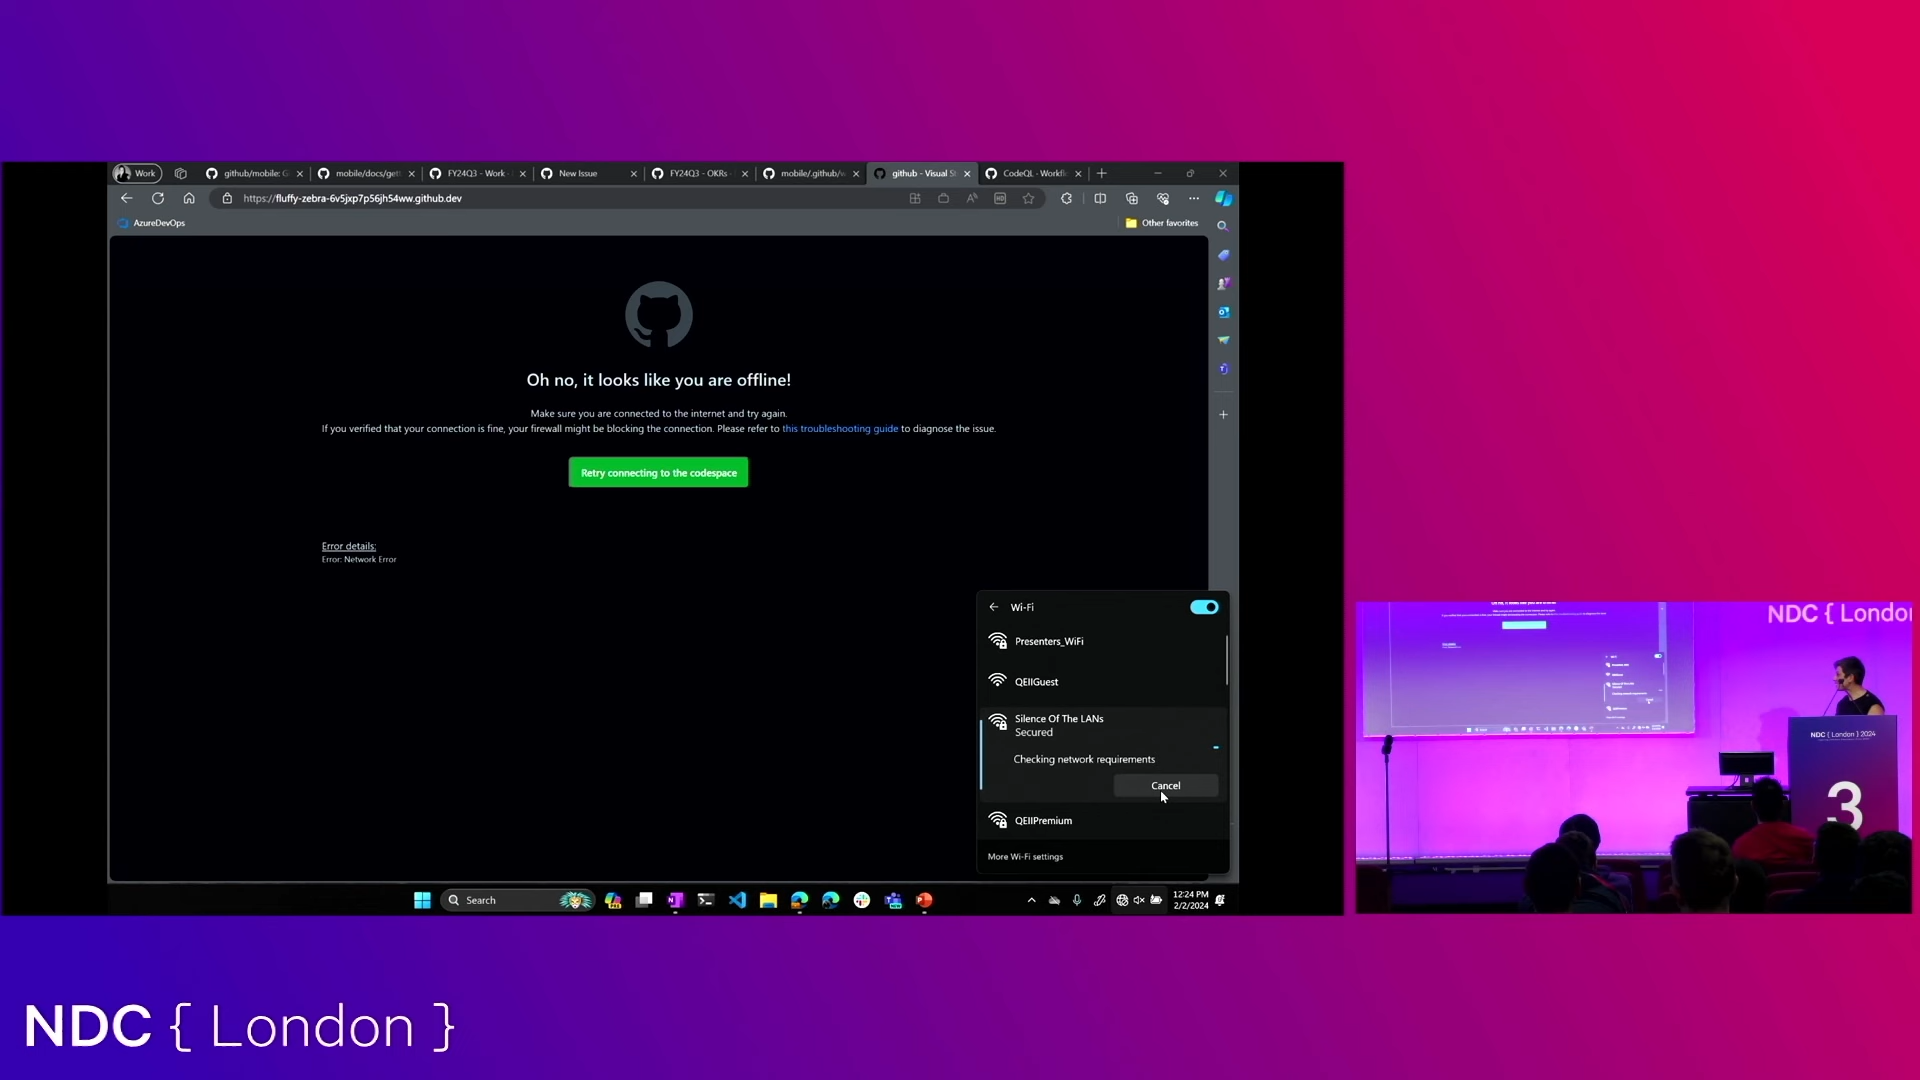 Work
github/mobile: G
mobile/docs/gett
FY24Q3 - Work ·
New Issue
FY24Q3 - OKRs ·
mobile/.github/w
github - Visual St
CodeQL · Workfl
https://fluffy-zebra-6v5jxp7p56jh54ww.github.dev
AzureDevOps
Other favorites
Oh no, it looks like you are offline!
Make sure you are connected to the internet and try again.
If you verified that your connection is fine, your firewall might be blocking the connection. Please refer to this troubleshooting guide to diagnose the issue.
Retry connecting to the codespace
Error details:
Error: Network Error
Wi-Fi
Presenters_WiFi
QEIIGuest
Silence Of The LANs
Secured
Checking network requirements
Cancel
QEIIPremium
More Wi-Fi settings
Search
12:24 PM
2/2/2024
NDC { London
NDC { London } 2024
3
NDC { London }